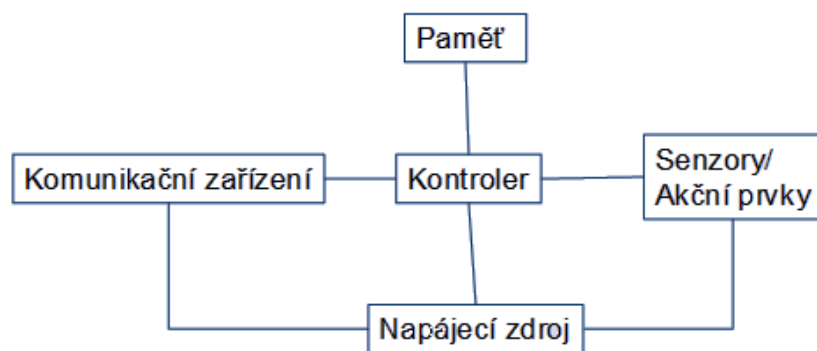 Paměť
Komunikační zařízení
Kontroler
Senzory/
Akční prvky
Napájecí zdroj